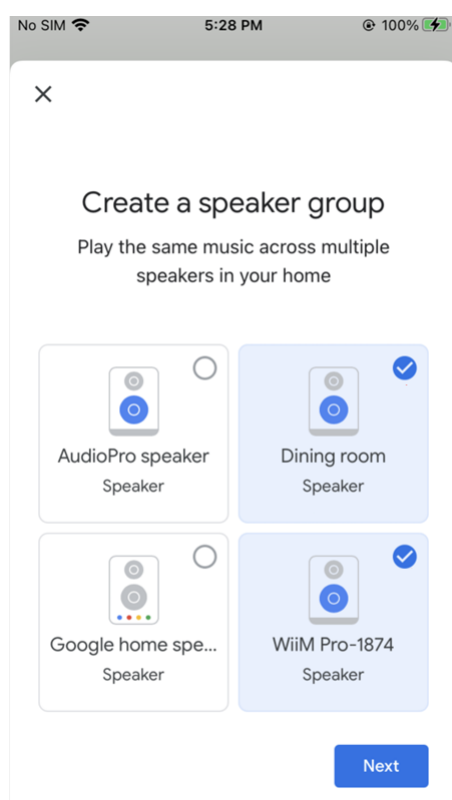 No SIM 5:28 PM 100%
Create a speaker group
Play the same music across multiple
speakers in your home
AudioPro speaker
Speaker
Dining room
Speaker
Google home spe...
Speaker
WiiM Pro-1874
Speaker
Next